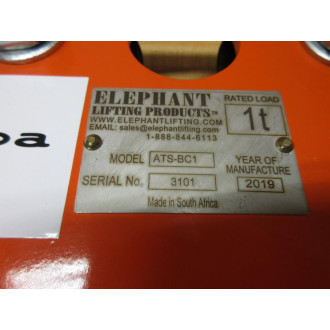 ELEPHANT
LIFTING PRODUCTS™
WWW.ELEPHANTLIFTING.COM
EMAIL: sales@elephantlifting.com
1-888-844-6113
RATED LOAD
1t
MODEL ATS-BC1
SERIAL No. 3101
YEAR OF
MANUFACTURE
2019
Made in South Africa